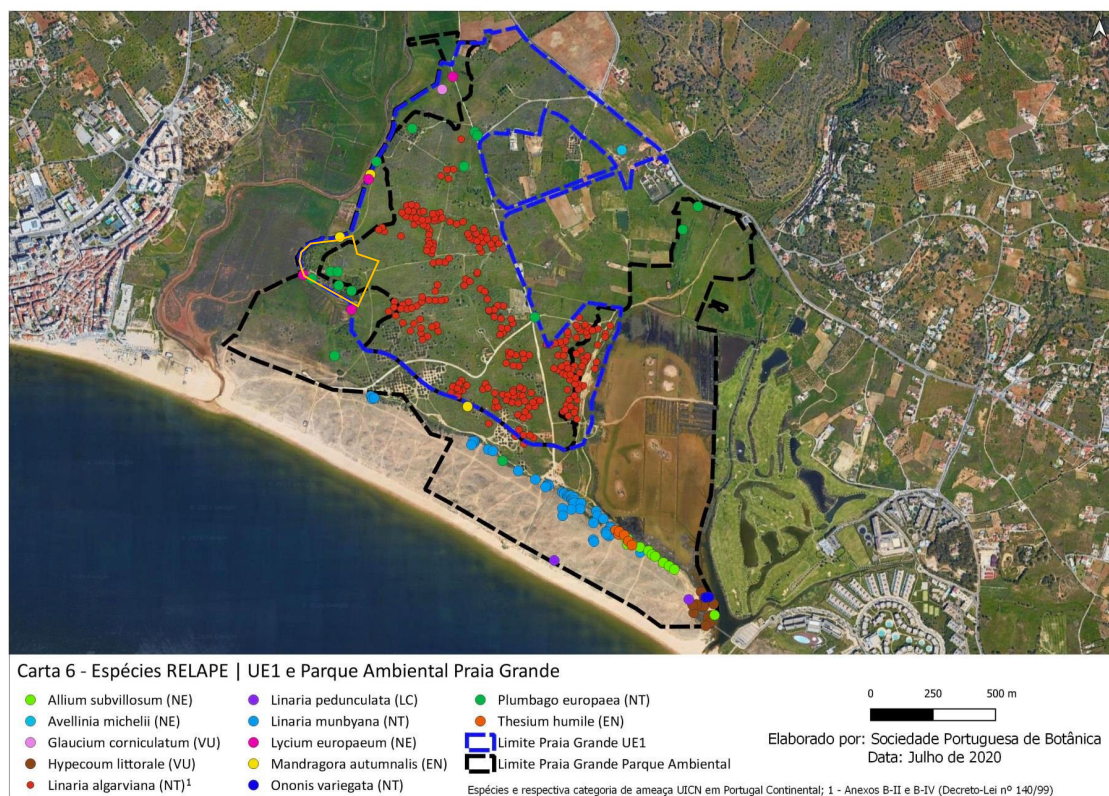 Carta 6 - Espécies RELAPE | UE1 e Parque Ambiental Praia Grande
Allium subvillosum (NE)
Avellinia michelii (NE)
Glaucium corniculatum (VU)
Hypecoum littorale (VU)
Linaria algarviana (NT)¹
Linaria pedunculata (LC)
Linaria munbyana (NT)
Lycium europaeum (NE)
Mandragora autumnalis (EN)
Ononis variegata (NT)
Plumbago europaea (NT)
Thesium humile (EN)
Limite Praia Grande UE1
Limite Praia Grande Parque Ambiental
0 250 500 m
Elaborado por: Sociedade Portuguesa de Botânica
Data: Julho de 2020
Espécies e respectiva categoria de ameaça UICN em Portugal Continental; 1 - Anexos B-II e B-IV (Decreto-Lei nº 140/99)